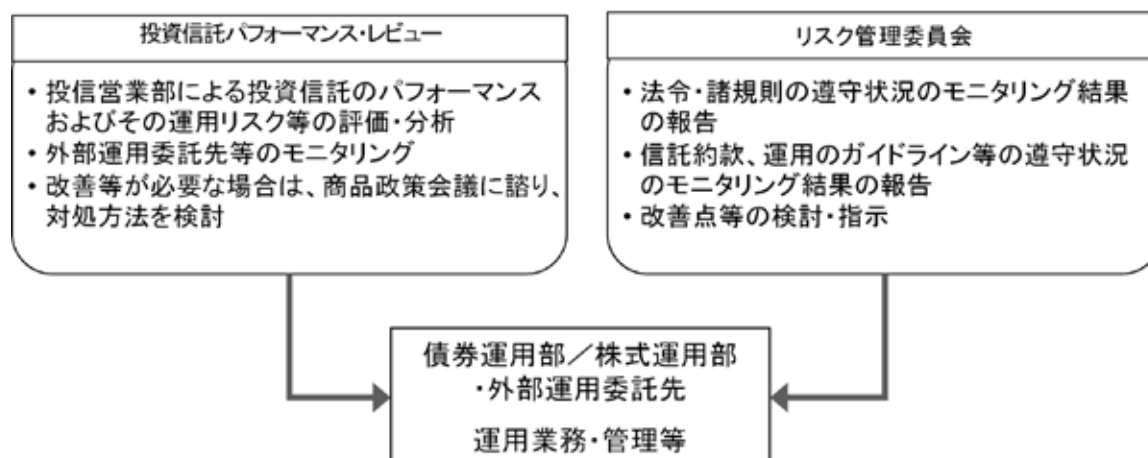 投資信託パフォーマンス・レビュー
・投信営業部による投資信託のパフォーマンス
およびその運用リスク等の評価・分析
・外部運用委託先等のモニタリング
・改善等が必要な場合は、商品政策会議に諮り、
対処方法を検討
リスク管理委員会
・法令・諸規則の遵守状況のモニタリング結果
の報告
・信託約款、運用のガイドライン等の遵守状況
のモニタリング結果の報告
・改善点等の検討・指示
債券運用部／株式運用部
・外部運用委託先
運用業務・管理等